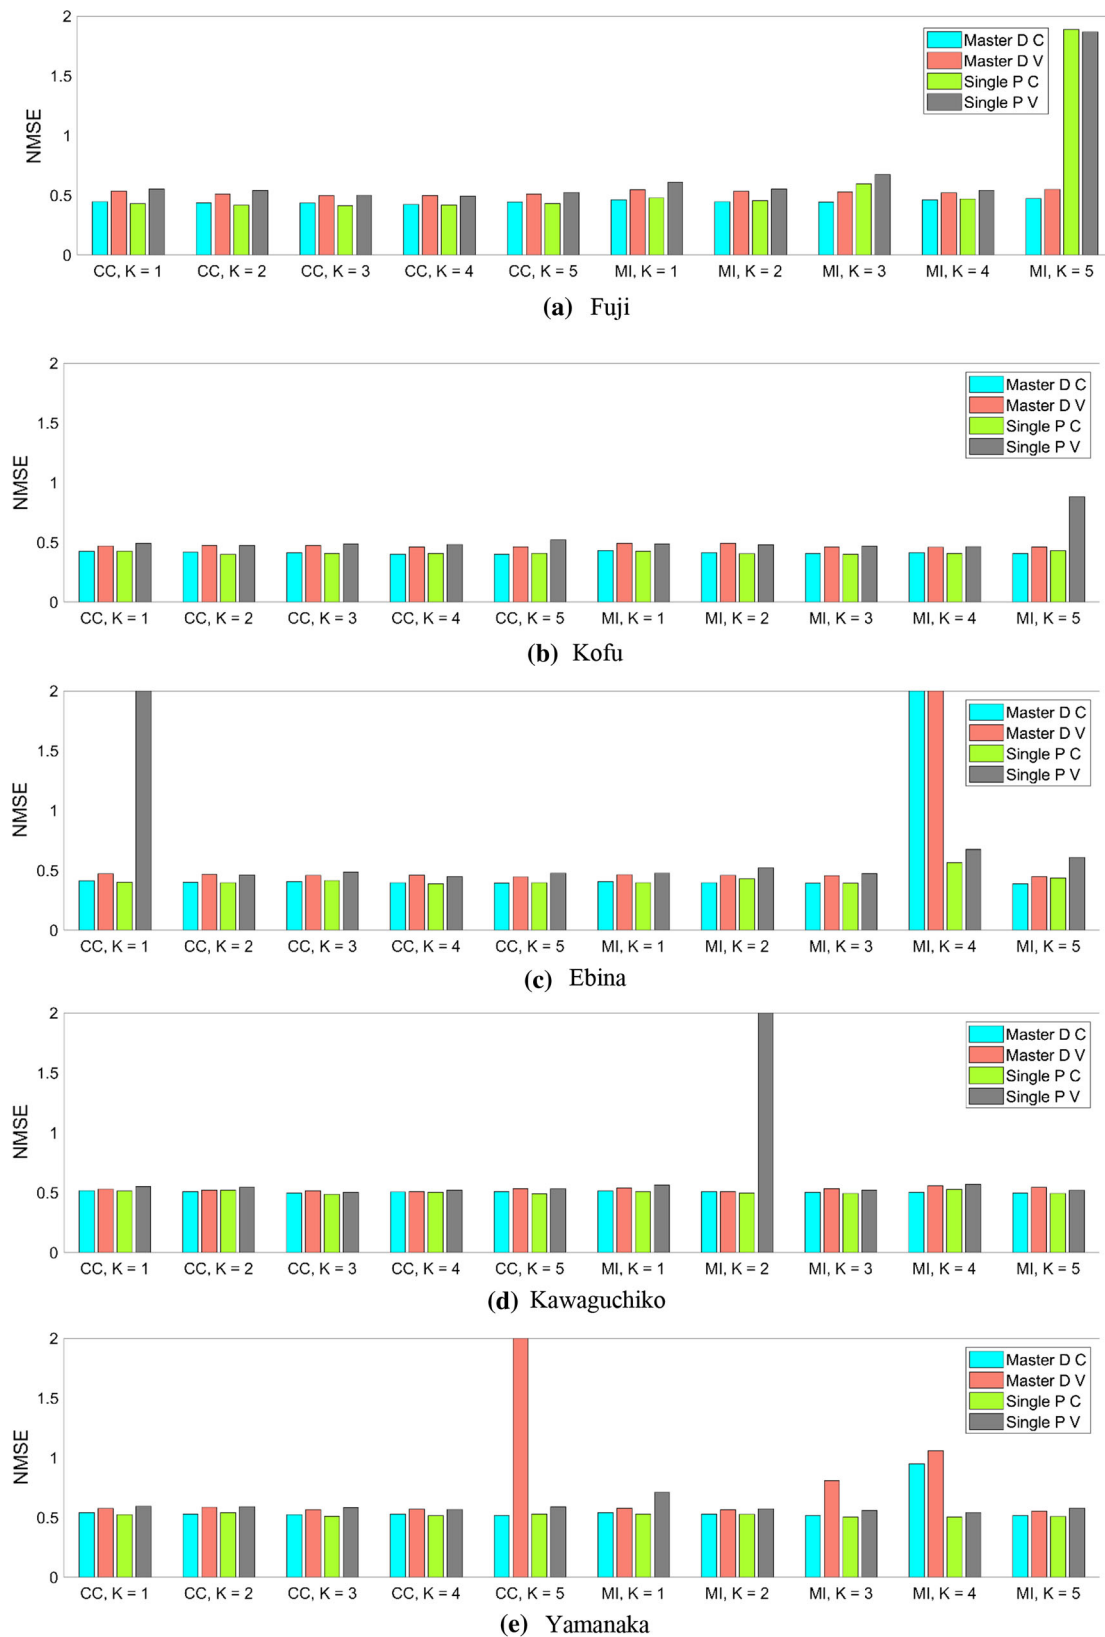 2
1.5
1
0.5
0
NMSE
Master D C
Master D V
Single P C
Single P V
CC, K = 1 CC, K = 2 CC, K = 3 CC, K = 4 CC, K = 5 MI, K = 1 MI, K = 2 MI, K = 3 MI, K = 4 MI, K = 5
(a) Fuji
2
1.5
1
0.5
0
NMSE
Master D C
Master D V
Single P C
Single P V
CC, K = 1 CC, K = 2 CC, K = 3 CC, K = 4 CC, K = 5 MI, K = 1 MI, K = 2 MI, K = 3 MI, K = 4 MI, K = 5
(b) Kofu
2
1.5
1
0.5
0
NMSE
Master D C
Master D V
Single P C
Single P V
CC, K = 1 CC, K = 2 CC, K = 3 CC, K = 4 CC, K = 5 MI, K = 1 MI, K = 2 MI, K = 3 MI, K = 4 MI, K = 5
(c) Ebina
2
1.5
1
0.5
0
NMSE
Master D C
Master D V
Single P C
Single P V
CC, K = 1 CC, K = 2 CC, K = 3 CC, K = 4 CC, K = 5 MI, K = 1 MI, K = 2 MI, K = 3 MI, K = 4 MI, K = 5
(d) Kawaguchiko
2
1.5
1
0.5
0
NMSE
Master D C
Master D V
Single P C
Single P V
CC, K = 1 CC, K = 2 CC, K = 3 CC, K = 4 CC, K = 5 MI, K = 1 MI, K = 2 MI, K = 3 MI, K = 4 MI, K = 5
(e) Yamanaka